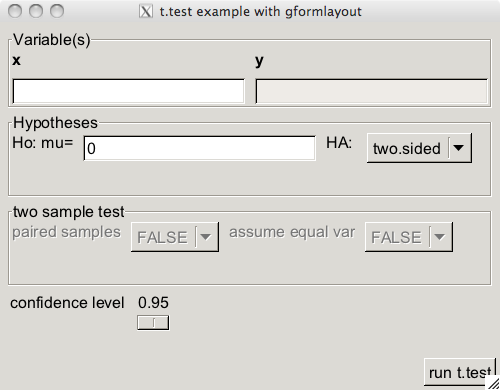 t.test example with gformlayout
Variable(s)
x y
Hypotheses
Ho: mu= 0 HA: two.sided
two sample test
paired samples FALSE assume equal var FALSE
confidence level 0.95
run t.test